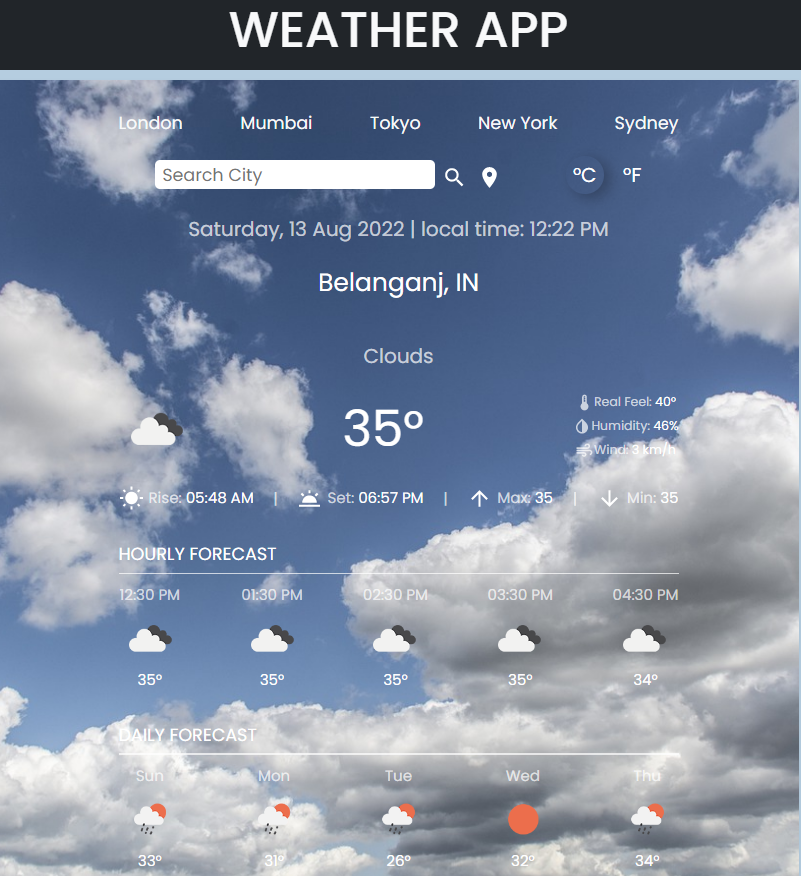 WEATHER APP
London Mumbai Tokyo New York Sydney
Search City °C °F
Saturday, 13 Aug 2022 | local time: 12:22 PM
Belanganj, IN
Clouds
35°
Real Feel: 40°
Humidity: 46%
Wind: 3 km/h
Rise: 05:48 AM | Set: 06:57 PM | Max: 35 | Min: 35
HOURLY FORECAST
12:30 PM 01:30 PM 02:30 PM 03:30 PM 04:30 PM
35° 35° 35° 35° 34°
DAILY FORECAST
Sun Mon Tue Wed Thu
33° 31° 26° 32° 34°